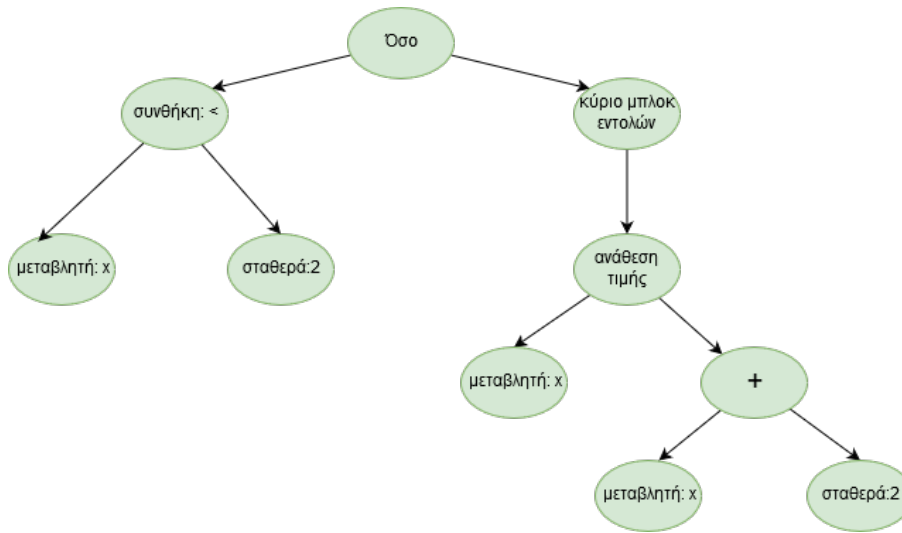 Όσο
συνθήκη: <
κύριο μπλοκ
εντολών
μεταβλητή: x
σταθερά:2
ανάθεση
τιμής
μεταβλητή: x
+
μεταβλητή: x
σταθερά:2